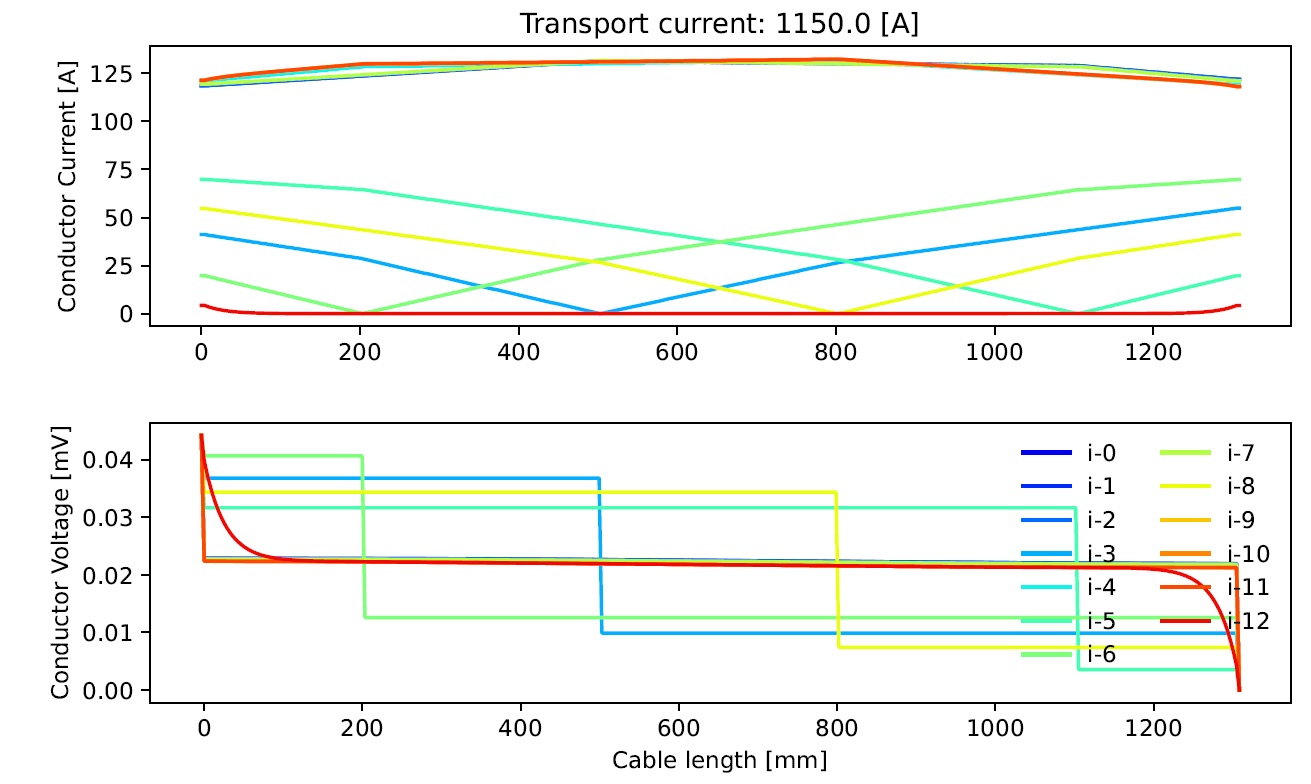 Transport current: 1150.0 [A]
Conductor Current [A]
125
100
75
50
25
0
0 200 400 600 800 1000 1200
Conductor Voltage [mV]
0.04
0.03
0.02
0.01
0.00
i-0 i-7
i-1 i-8
i-2 i-9
i-3 i-10
i-4 i-11
i-5 i-12
i-6
0 200 400 600 800 1000 1200
Cable length [mm]